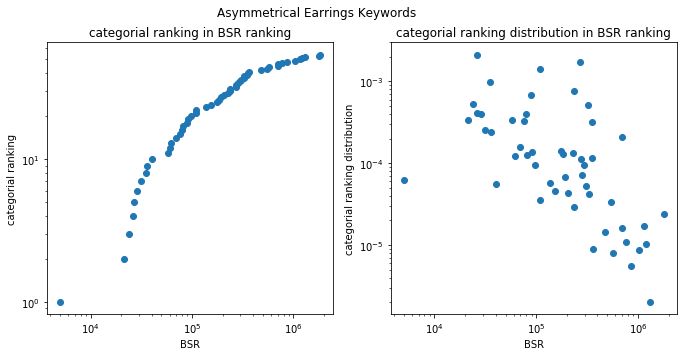 Asymmetrical Earrings Keywords
categorial ranking in BSR ranking
categorial ranking distribution in BSR ranking
categorial ranking
10¹
10⁰
10⁴
10⁵
10⁶
BSR
categorial ranking distribution
10⁻³
10⁻⁴
10⁻⁵
10⁴
10⁵
10⁶
BSR